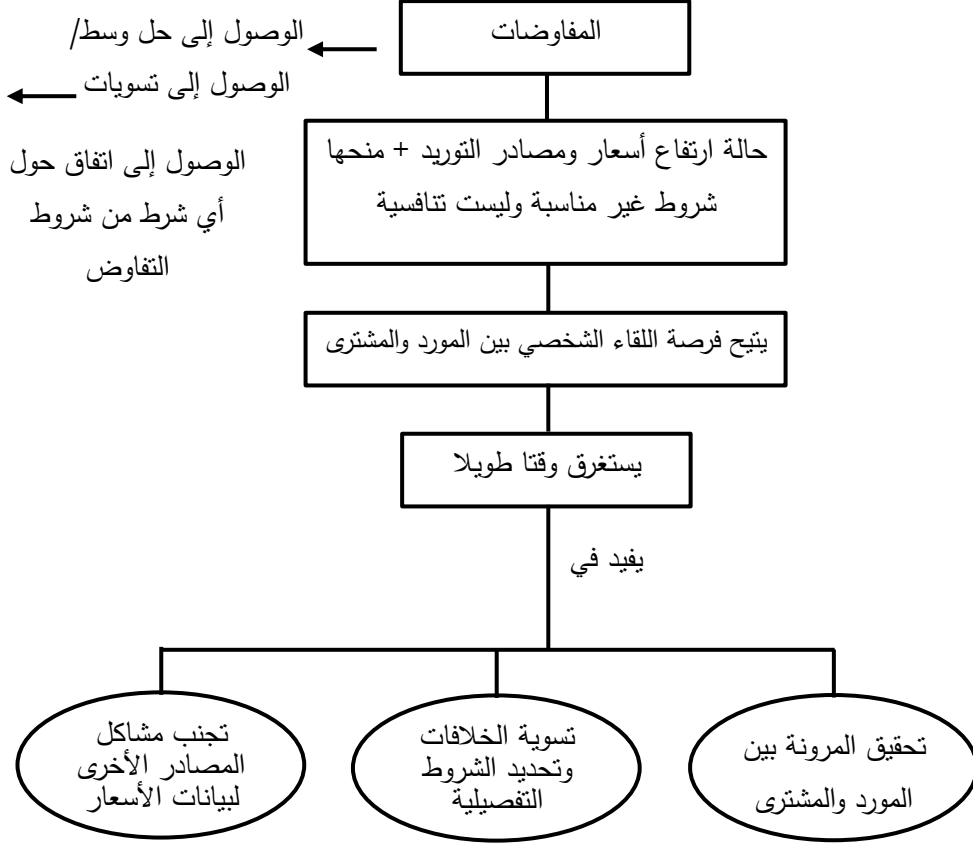 المفاوضات
الوصول إلى حل وسط/
الوصول إلى تسويات
الوصول إلى اتفاق حول
أي شرط من شروط
التفاوض
حالة ارتفاع أسعار ومصادر التوريد + منحها
شروط غير مناسبة وليست تنافسية
يتيح فرصة اللقاء الشخصي بين المورد والمشترى
يستغرق وقتا طويلا
يفيد في
تحقيق المرونة بين
المورد والمشترى
تسوية الخلافات
وتحديد الشروط
التفصيلية
تجنب مشاكل
المصادر الأخرى
لبيانات الأسعار